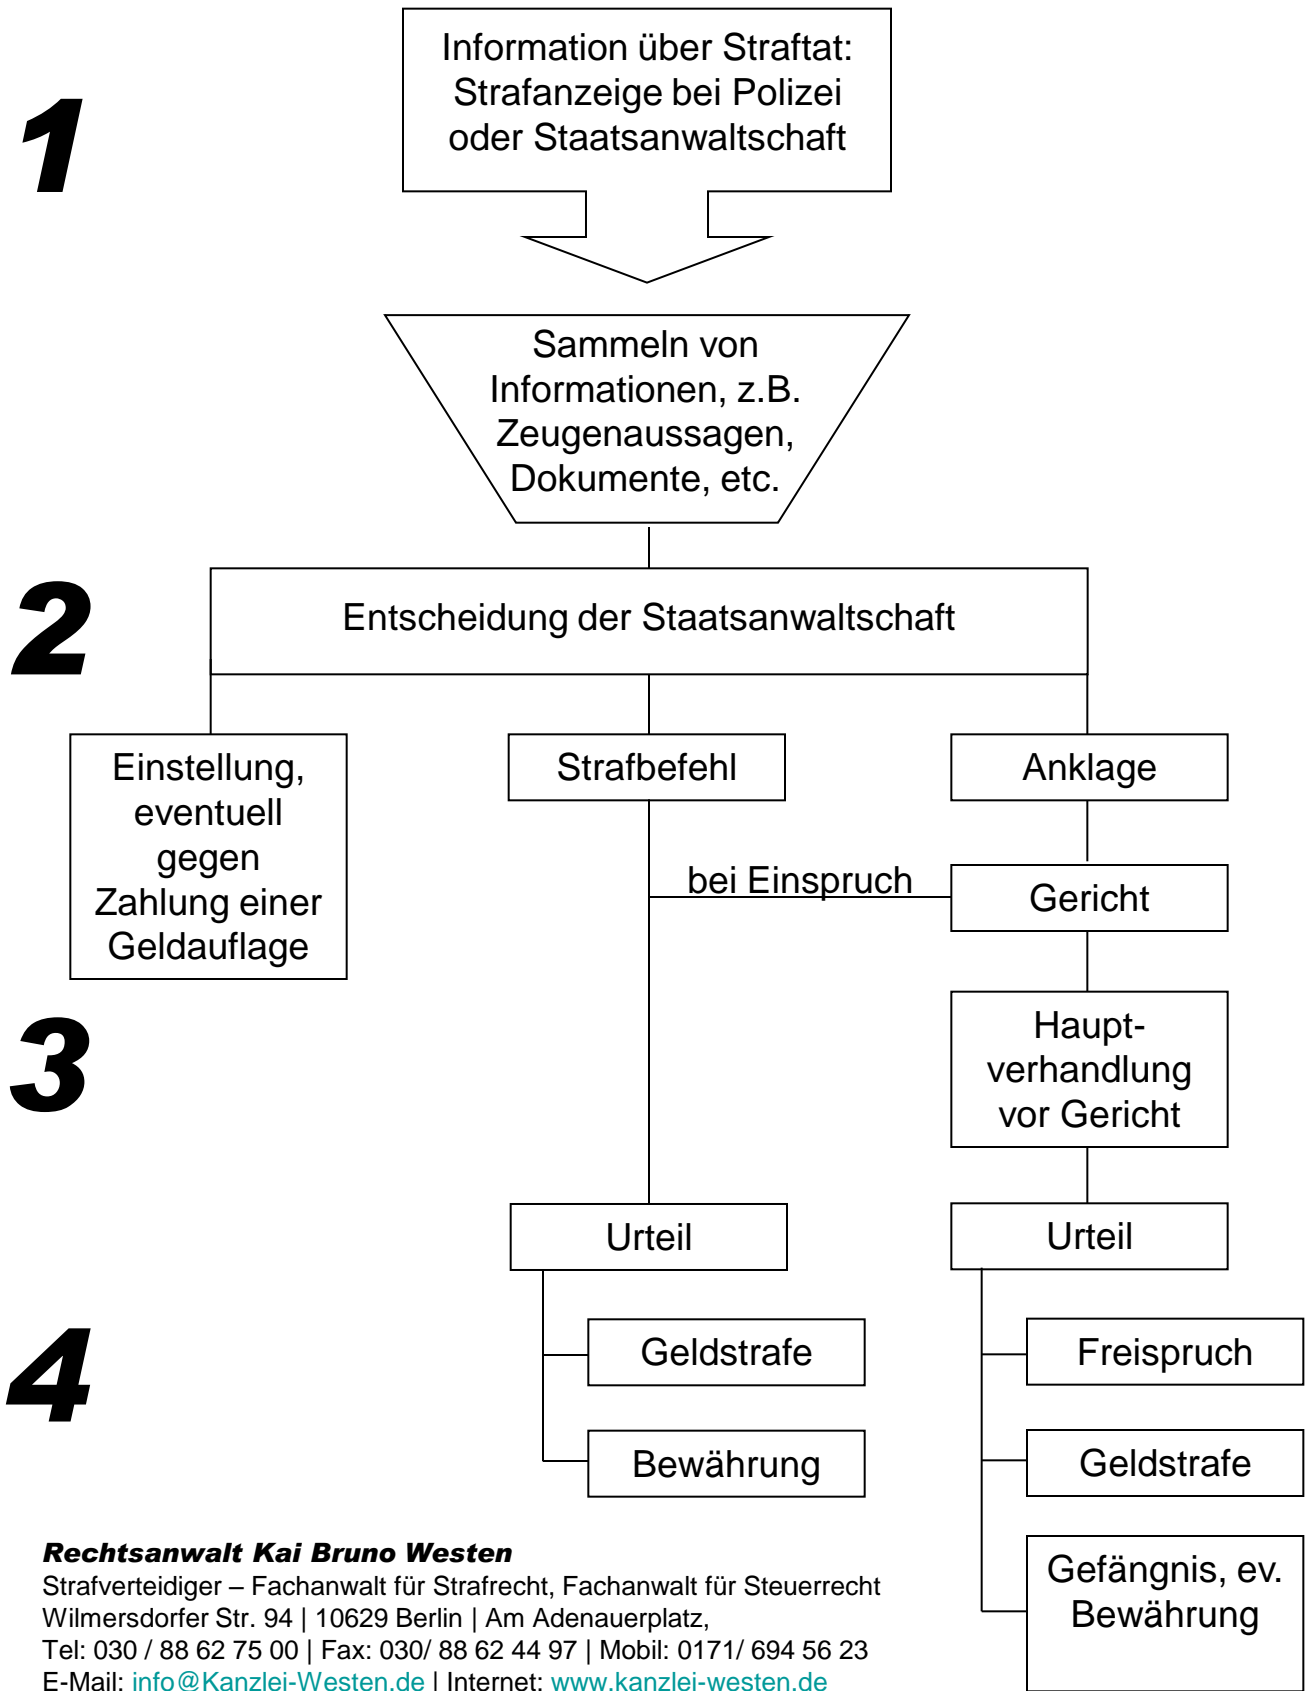 1
Information über Straftat:
Strafanzeige bei Polizei
oder Staatsanwaltschaft
Sammeln von
Informationen, z.B.
Zeugenaussagen,
Dokumente, etc.
2
Entscheidung der Staatsanwaltschaft
Einstellung,
eventuell
gegen
Zahlung einer
Geldauflage
Strafbefehl
Anklage
bei Einspruch
Gericht
3
Haupt-
verhandlung
vor Gericht
Urteil
Urteil
4
Geldstrafe
Bewährung
Freispruch
Geldstrafe
Gefängnis, ev.
Bewährung
Rechtsanwalt Kai Bruno Westen
Strafverteidiger – Fachanwalt für Strafrecht, Fachanwalt für Steuerrecht
Wilmersdorfer Str. 94 | 10629 Berlin | Am Adenauerplatz,
Tel: 030 / 88 62 75 00 | Fax: 030/ 88 62 44 97 | Mobil: 0171/ 694 56 23
E-Mail: info@Kanzlei-Westen.de | Internet: www.kanzlei-westen.de